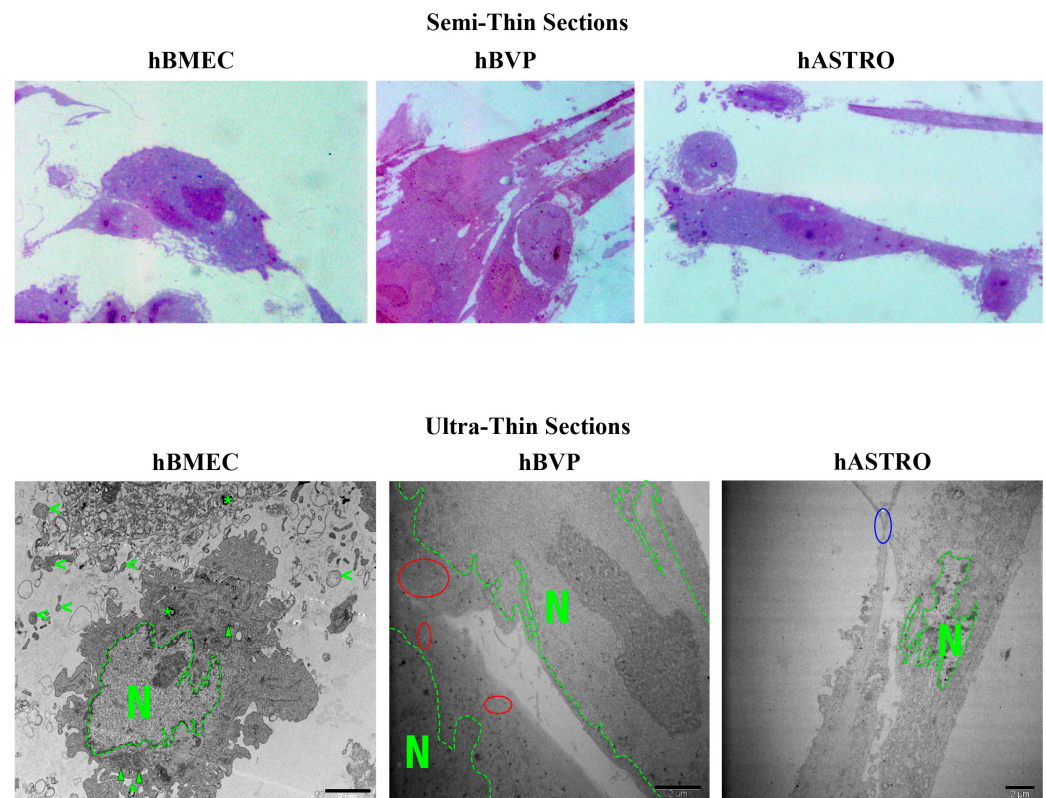 Semi-Thin Sections
hBMEC hBVP hASTRO
Ultra-Thin Sections
hBMEC hBVP hASTRO
N
N
N
N
2 µm
2 µm